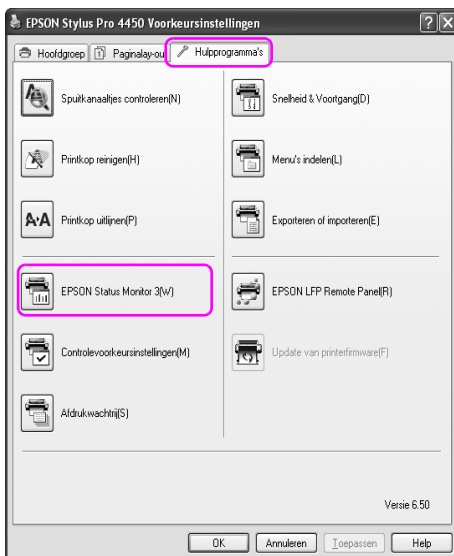 EPSON Stylus Pro 4450 Voorkeursinstellingen
Hoofdgroep Paginalay-ou Hulpprogramma's
Spuitkanaaltjes controleren(N)
Snelheid & Voortgang(D)
Printkop reinigen(H)
Menu's indelen(L)
A:A Printkop uitlijnen(P)
Exporteren of importeren(E)
EPSON Status Monitor 3(W)
EPSON LFP Remote Panel(R)
Controlevoorkeursinstellingen(M)
Update van printerfirmware(F)
Afdrukwachtrij(S)
Versie 6.50
OK Annuleren Toepassen Help